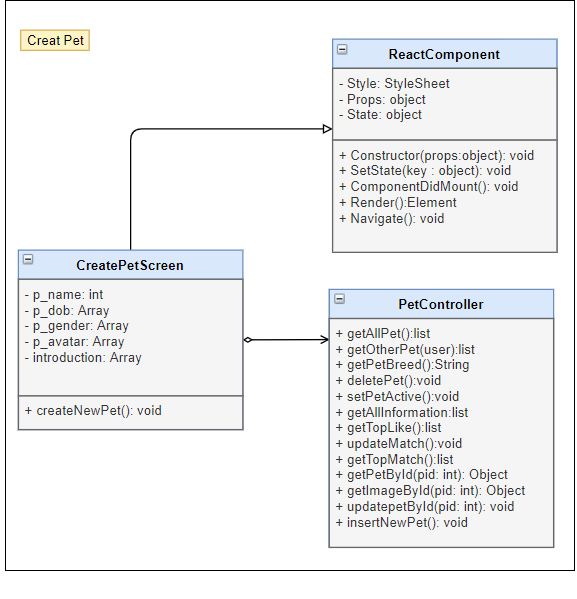 Creat Pet
ReactComponent
- Style: StyleSheet
- Props: object
- State: object
+ Constructor(props:object): void
+ SetState(key : object): void
+ ComponentDidMount(): void
+ Render():Element
+ Navigate(): void
CreatePetScreen
- p_name: int
- p_dob: Array
- p_gender: Array
- p_avatar: Array
- introduction: Array
+ createNewPet(): void
PetController
+ getAllPet():list
+ getOtherPet(user):list
+ getPetBreed():String
+ deletePet():void
+ setPetActive():void
+ getAllInformation:list
+ getTopLike():list
+ updateMatch():void
+ getTopMatch():list
+ getPetById(pid: int): Object
+ getImageById(pid: int): Object
+ updatepetById(pid: int): void
+ insertNewPet(): void